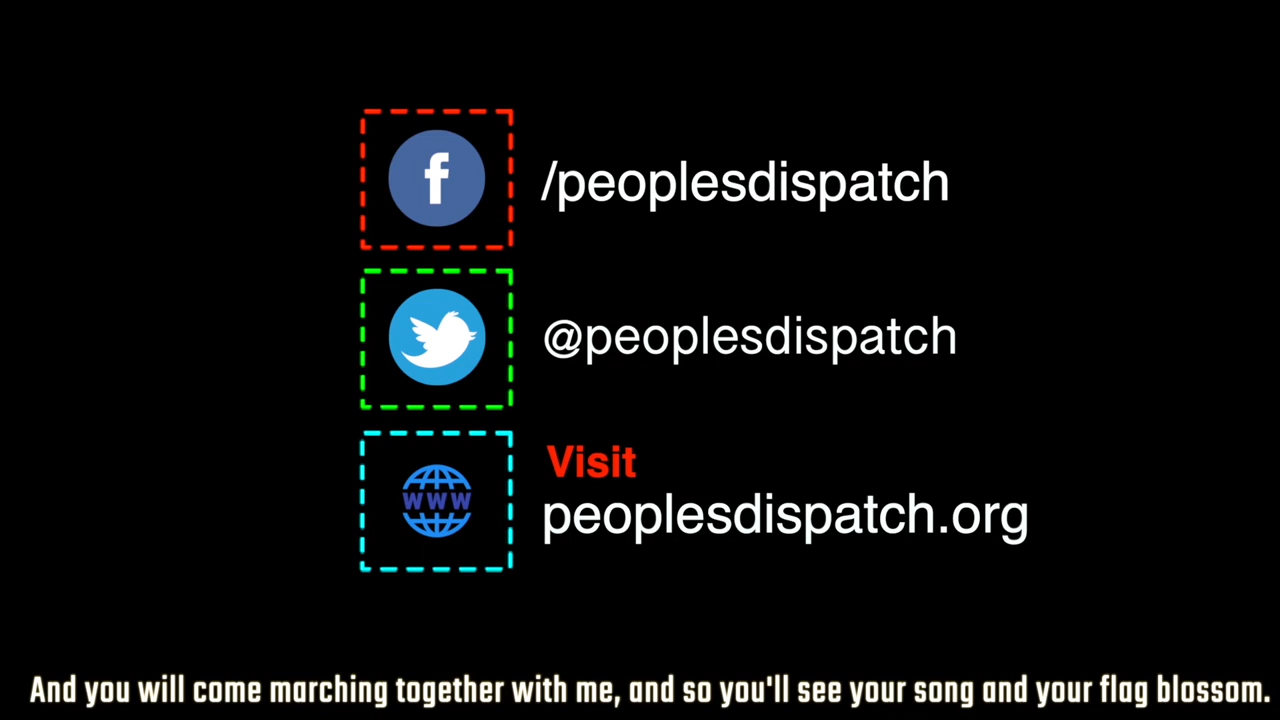 f
/peoplesdispatch
@peoplesdispatch
Visit
www
peoplesdispatch.org
And you will come marching together with me, and so you'll see your song and your flag blossom.